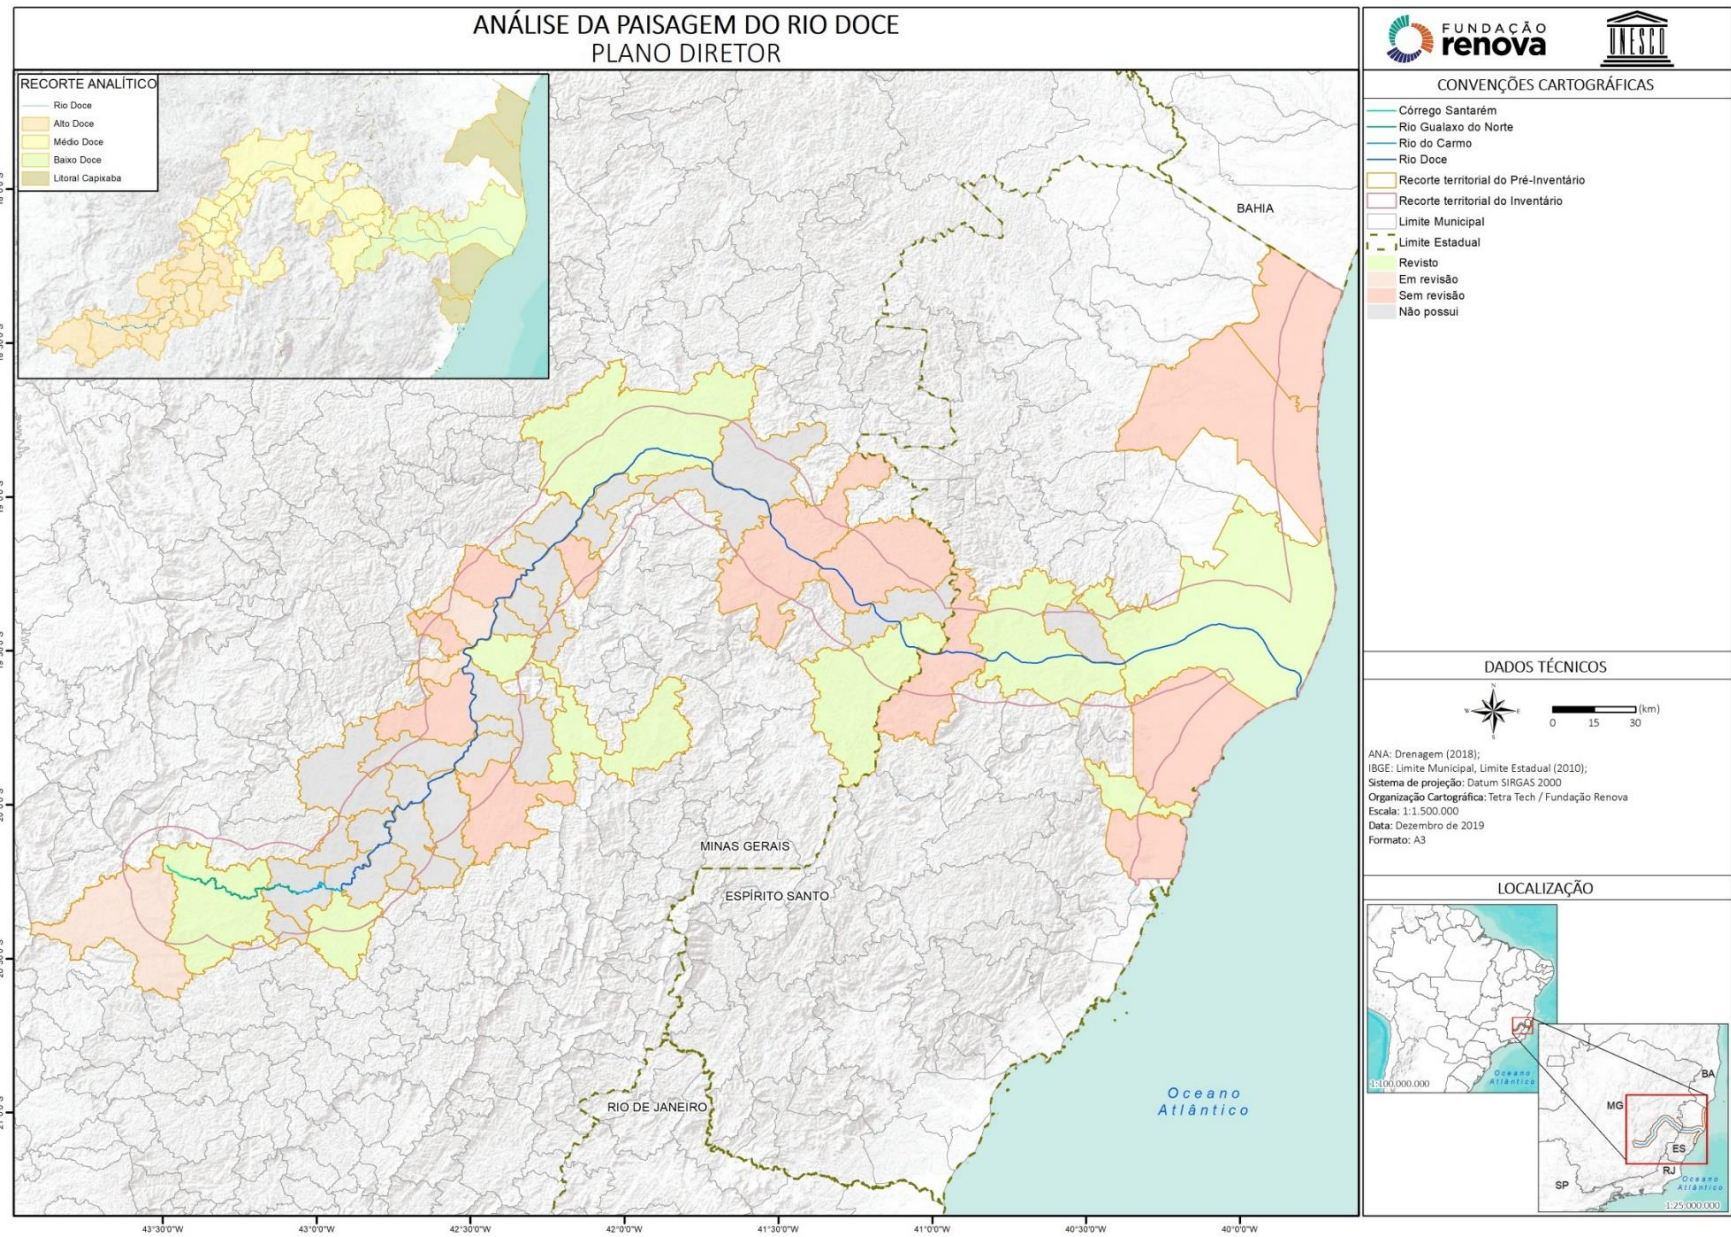 ANÁLISE DA PAISAGEM DO RIO DOCE
PLANO DIRETOR
RECORTE ANALÍTICO
Rio Doce
Alto Doce
Médio Doce
Baixo Doce
Litoral Capixaba
BAHIA
MINAS GERAIS
ESPÍRITO SANTO
RIO DE JANEIRO
Oceano
Atlântico
43°30'0"W
43°0'0"W
42°30'0"W
42°0'0"W
41°30'0"W
41°0'0"W
40°30'0"W
40°0'0"W
FUNDAÇÃO
renova
UNESCO
CONVENÇÕES CARTOGRÁFICAS
Córrego Santarém
Rio Gualaxo do Norte
Rio do Carmo
Rio Doce
Recorte territorial do Pré-Inventário
Recorte territorial do Inventário
Limite Municipal
Limite Estadual
Revisto
Em revisão
Sem revisão
Não possui
DADOS TÉCNICOS
N
W
E
S
(km)
0 15 30
ANA: Drenagem (2018);
IBGE: Limite Municipal, Limite Estadual (2010);
Sistema de projeção: Datum SIRGAS 2000
Organização Cartográfica: Tetra Tech / Fundação Renova
Escala: 1:1.500.000
Data: Dezembro de 2019
Formato: A3
LOCALIZAÇÃO
Oceano
Atlântico
1:100.000.000
BA
MG
ES
RJ
SP
Oceano
Atlântico
1:25.000.000